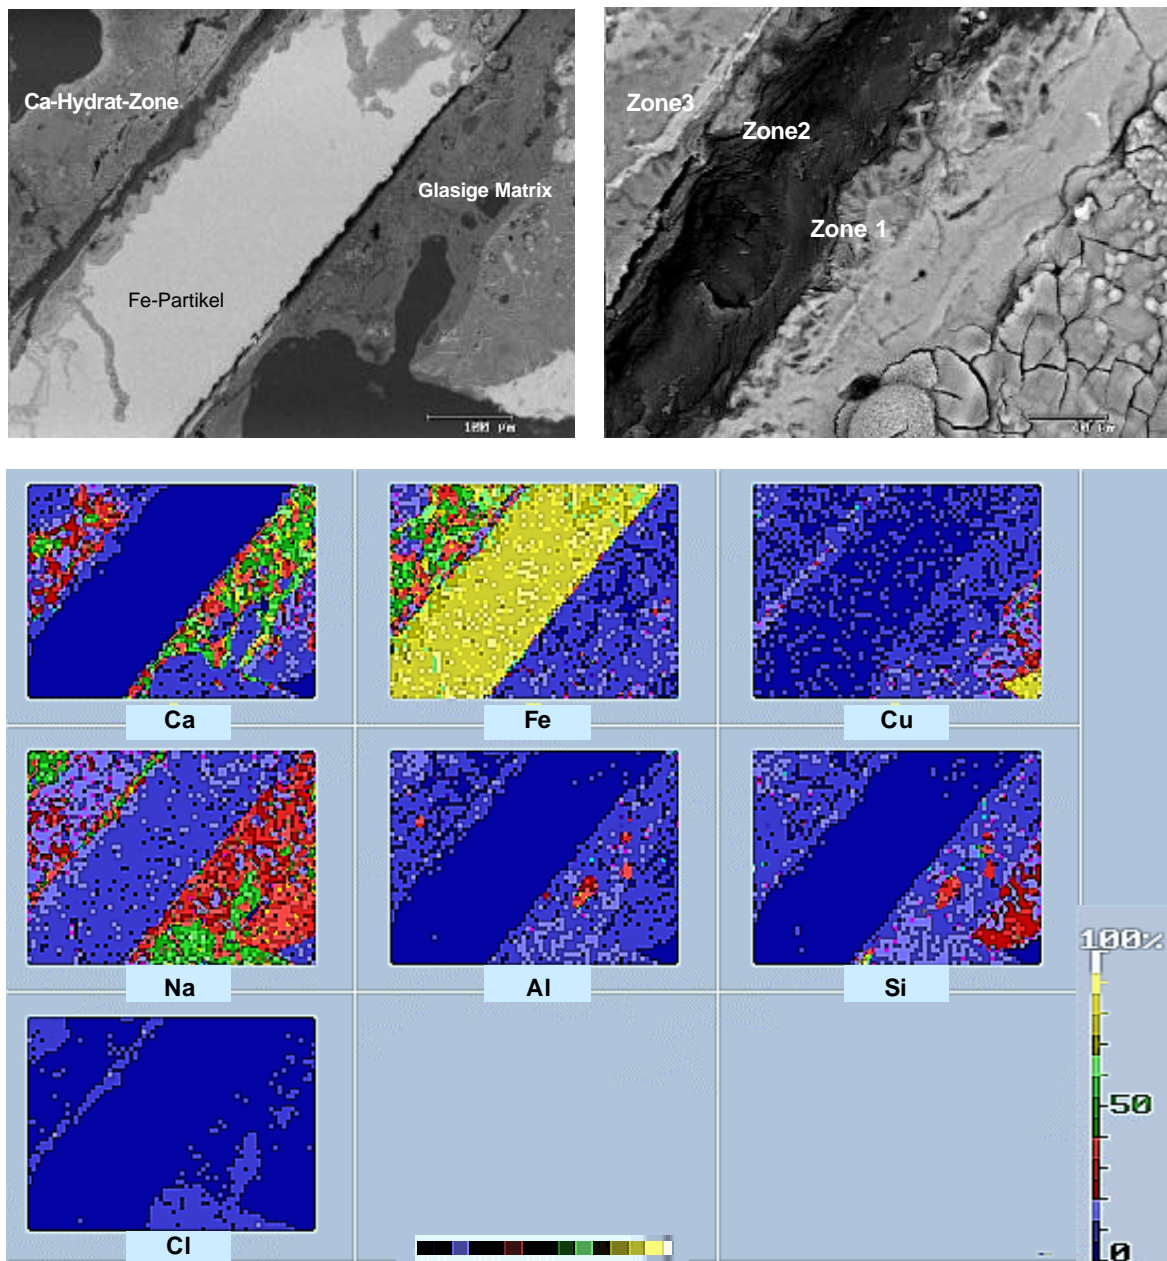 Ca-Hydrat-Zone
Glasige Matrix
Fe-Partikel
100 µm
Zone3
Zone2
Zone 1
Ca
Fe
Cu
Na
Al
Si
Cl
100%
50
0